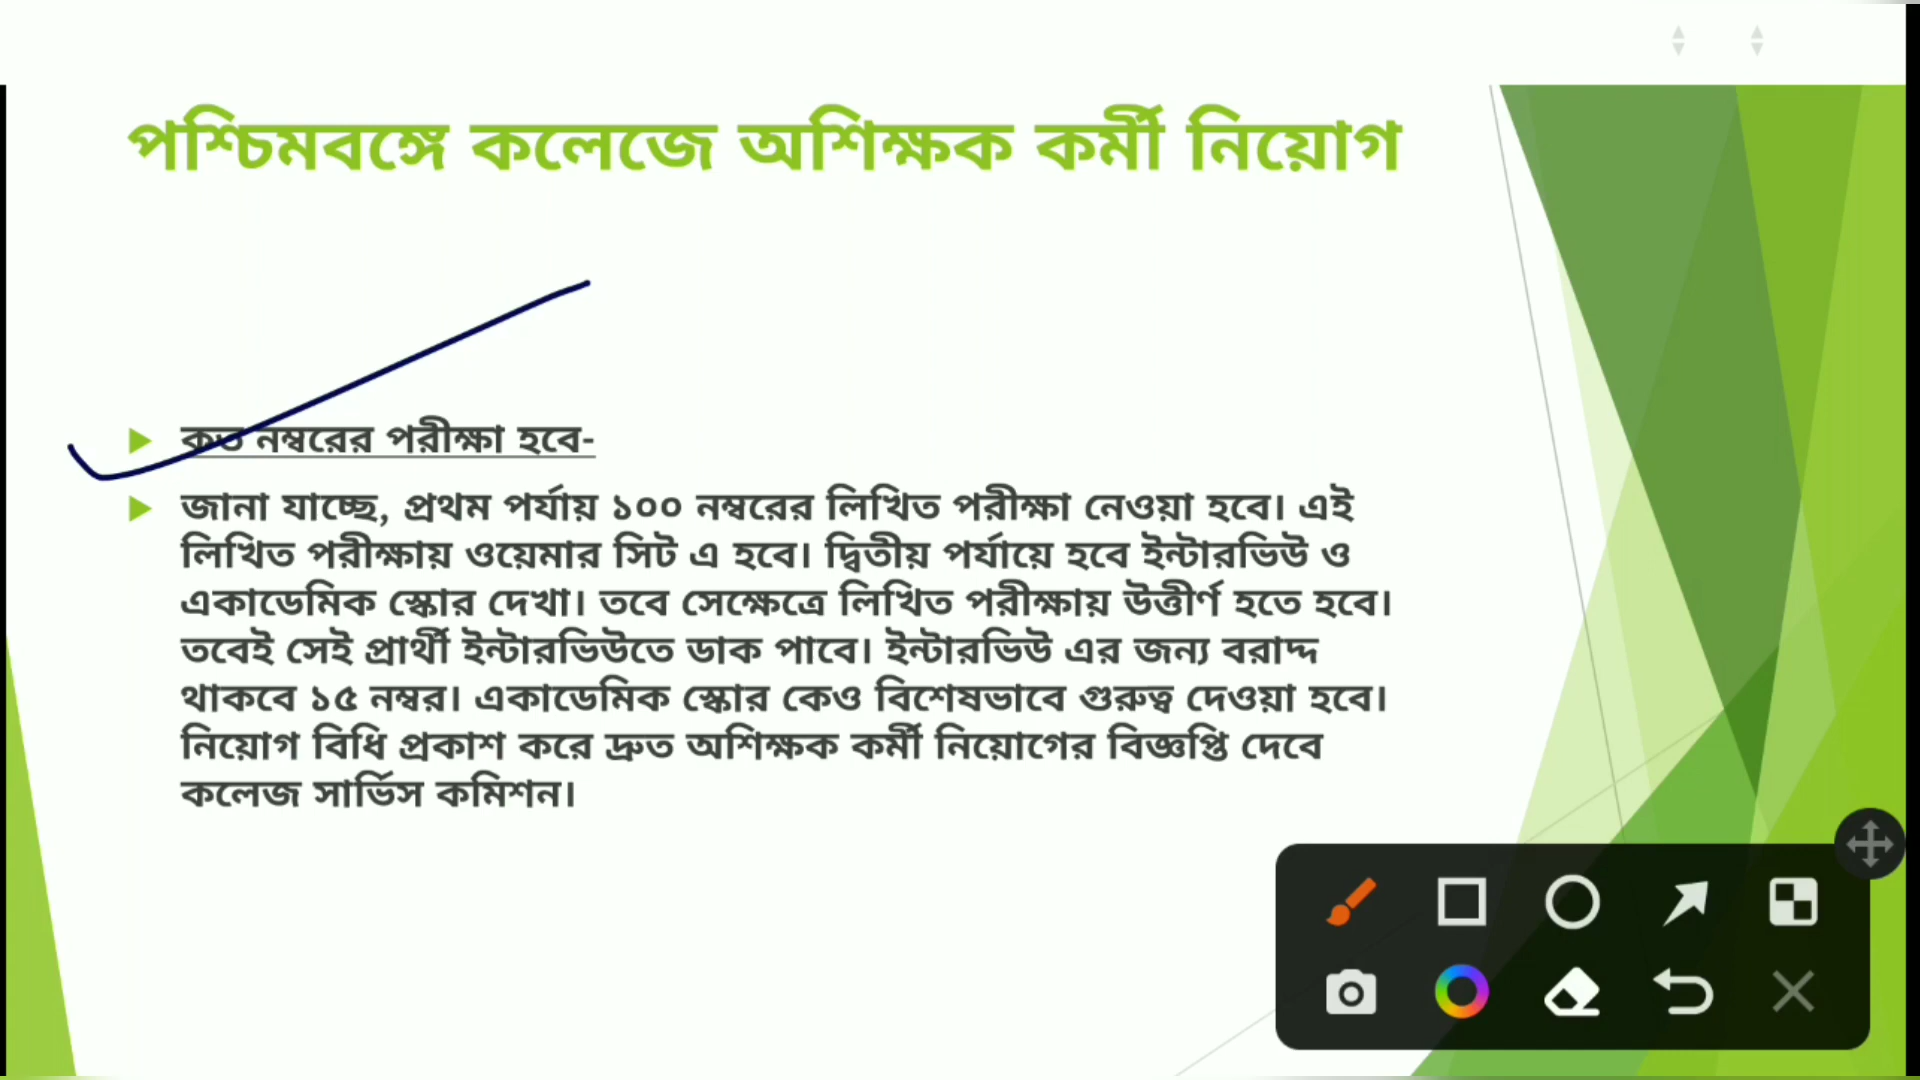 পশ্চিমবঙ্গে কলেজে অশিক্ষক কর্মী নিয়োগ
কত নম্বরের পরীক্ষা হবে-
জানা যাচ্ছে, প্রথম পর্যায় ১০০ নম্বরের লিখিত পরীক্ষা নেওয়া হবে। এই
লিখিত পরীক্ষায় ওয়েমার সিট এ হবে। দ্বিতীয় পর্যায়ে হবে ইন্টারভিউ ও
একাডেমিক স্কোর দেখা। তবে সেক্ষেত্রে লিখিত পরীক্ষায় উত্তীর্ণ হতে হবে।
তবেই সেই প্রার্থী ইন্টারভিউতে ডাক পাবে। ইন্টারভিউ এর জন্য বরাদ্দ
থাকবে ১৫ নম্বর। একাডেমিক স্কোর কেও বিশেষভাবে গুরুত্ব দেওয়া হবে।
নিয়োগ বিধি প্রকাশ করে দ্রুত অশিক্ষক কর্মী নিয়োগের বিজ্ঞপ্তি দেবে
কলেজ সার্ভিস কমিশন।